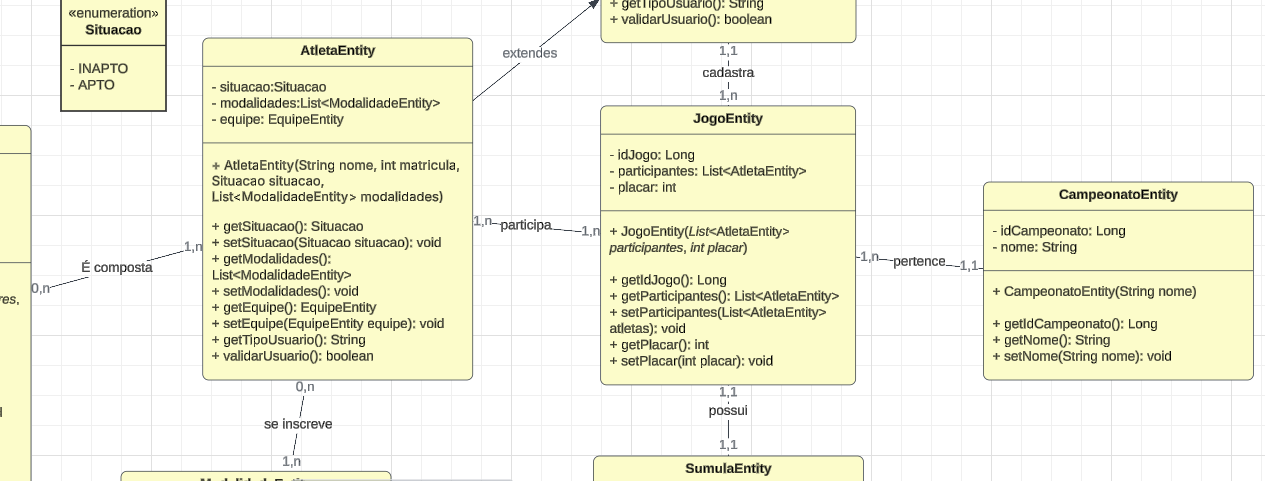 «enumeration»
Situacao
- INAPTO
- APTO
AtletaEntity
- situacao:Situacao
- modalidades:List<ModalidadeEntity>
- equipe: EquipeEntity
+ AtletaEntity(String nome, int matricula,
Situacao situacao,
List<ModalidadeEntity> modalidades)
+ getSituacao(): Situacao
+ setSituacao(Situacao situacao): void
+ getModalidades():
List<ModalidadeEntity>
+ setModalidades(): void
+ getEquipe(): EquipeEntity
+ setEquipe(EquipeEntity equipe): void
+ getTipoUsuario(): String
+ validarUsuario(): boolean
extendes
+ getTipoUsuario(): String
+ validarUsuario(): boolean
1,1
cadastra
1,n
JogoEntity
- idJogo: Long
- participantes: List<AtletaEntity>
- placar: int
+ JogoEntity(List<AtletaEntity>
participantes, int placar)
+ getIdJogo(): Long
+ getParticipantes(): List<AtletaEntity>
+ setParticipantes(List<AtletaEntity>
atletas): void
+ getPlacar(): int
+ setPlacar(int placar): void
1,n participa 1,n
1,n pertence 1,1
CampeonatoEntity
- idCampeonato: Long
- nome: String
+ CampeonatoEntity(String nome)
+ getIdCampeonato(): Long
+ getNome(): String
+ setNome(String nome): void
1,n
É composta
0,n
res,
0,n
se inscreve
1,n
1,1
possui
1,1
SumulaEntity